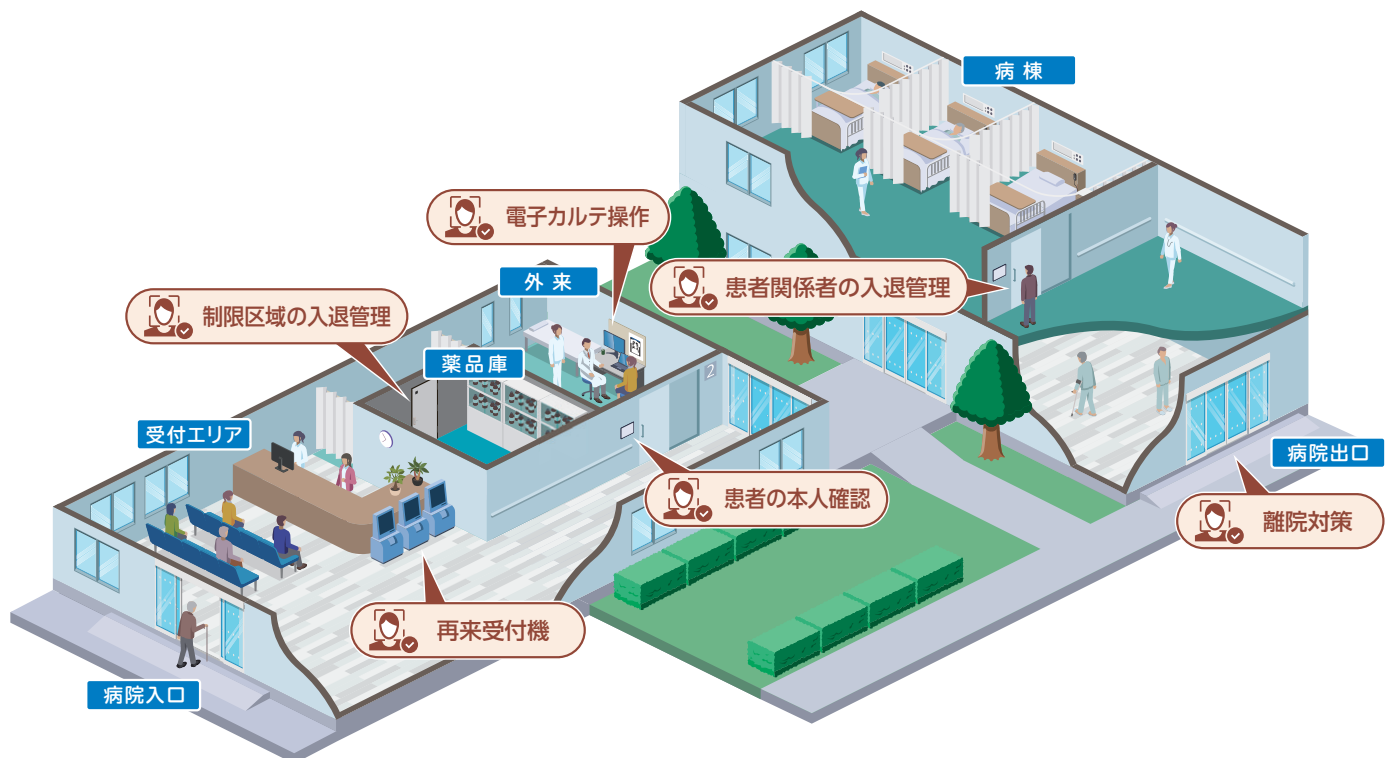 病棟
電子カルテ操作
外来
患者関係者の入退管理
制限区域の入退管理
薬品庫
2
受付エリア
病院出口
患者の本人確認
離院対策
再来受付機
病院入口